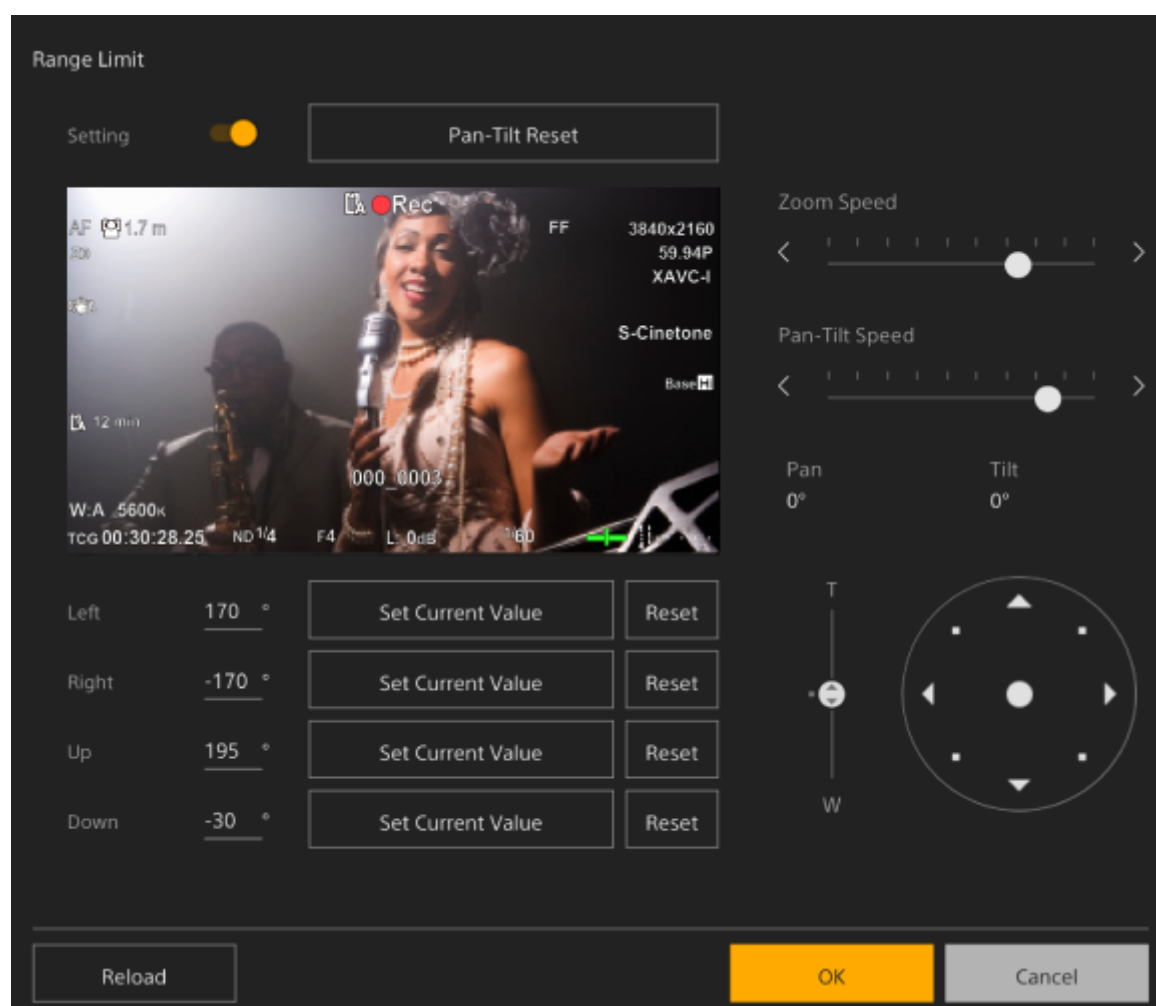 Range Limit
Setting
Pan-Tilt Reset
AF 1.7 m
Rec
FF
3840x2160
59.94P
XAVC-I
S-Cinetone
Base H
A 12 min
000_0003
W:A 5600K
TCG 00:30:28.25 ND 1/4 F4 L: 0dB 1/60
Zoom Speed
Pan-Tilt Speed
Pan Tilt
0° 0°
Left 170 ° Set Current Value Reset
Right -170 ° Set Current Value Reset
Up 195 ° Set Current Value Reset
Down -30 ° Set Current Value Reset
T
W
Reload OK Cancel